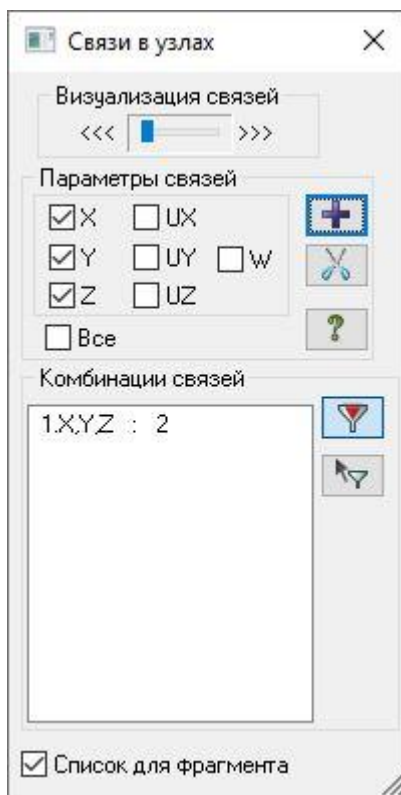 Связи в узлах
Визуализация связей
<<< >>>
Параметры связей
X UX
Y UY W
Z UZ
Все
Комбинации связей
1.X,Y,Z : 2
Список для фрагмента